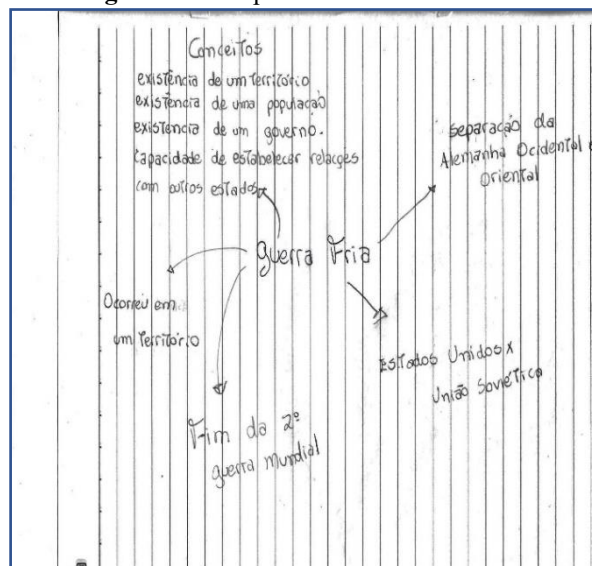 Conceitos
existência de um território
existência de uma população
existência de um governo.
Capacidade de estabelecer relações
com outros estados
separação da
Alemanha Ocidental e
Oriental
guerra Fria
Ocorreu em
um território
Estados Unidos x
União Soviética
Fim da 2º
guerra mundial